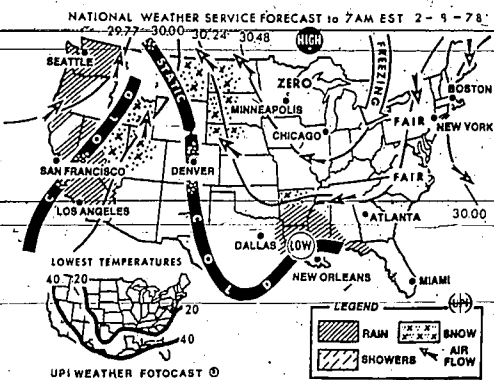 NATIONAL WEATHER SERVICE FORECAST to 7AM EST 2-9-78
29.77 30.00 30.24 30.48
HIGH
SEATTLE
STATIC
FREEZING
ZERO
BOSTON
MINNEAPOLIS
COLD
CHICAGO
FAIR
NEW YORK
SAN FRANCISCO
DENVER
FAIR
LOS ANGELES
COLD
ATLANTA
30.00
DALLAS
LOW
LOWEST TEMPERATURES
NEW ORLEANS
40 20
MIAMI
LEGEND
UPI
20
RAIN
SNOW
40
SHOWERS
AIR FLOW
UPI WEATHER FOTOCAST ®